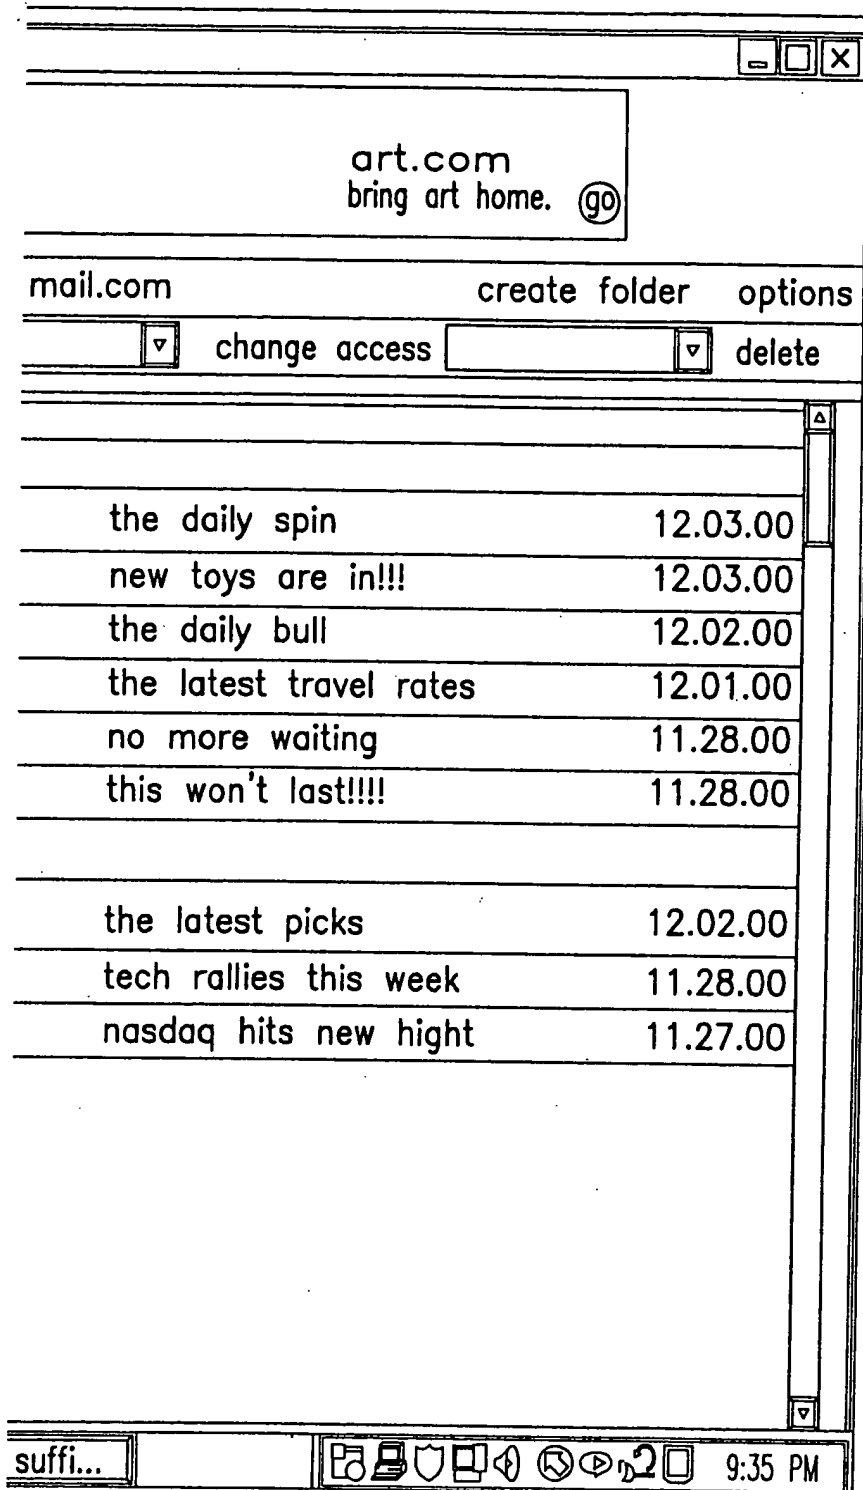 art.com
bring art home. go
mail.com create folder options
change access delete
the daily spin 12.03.00
new toys are in!!! 12.03.00
the daily bull 12.02.00
the latest travel rates 12.01.00
no more waiting 11.28.00
this won't last!!!! 11.28.00
the latest picks 12.02.00
tech rallies this week 11.28.00
nasdaq hits new hight 11.27.00
suffi... 9:35 PM